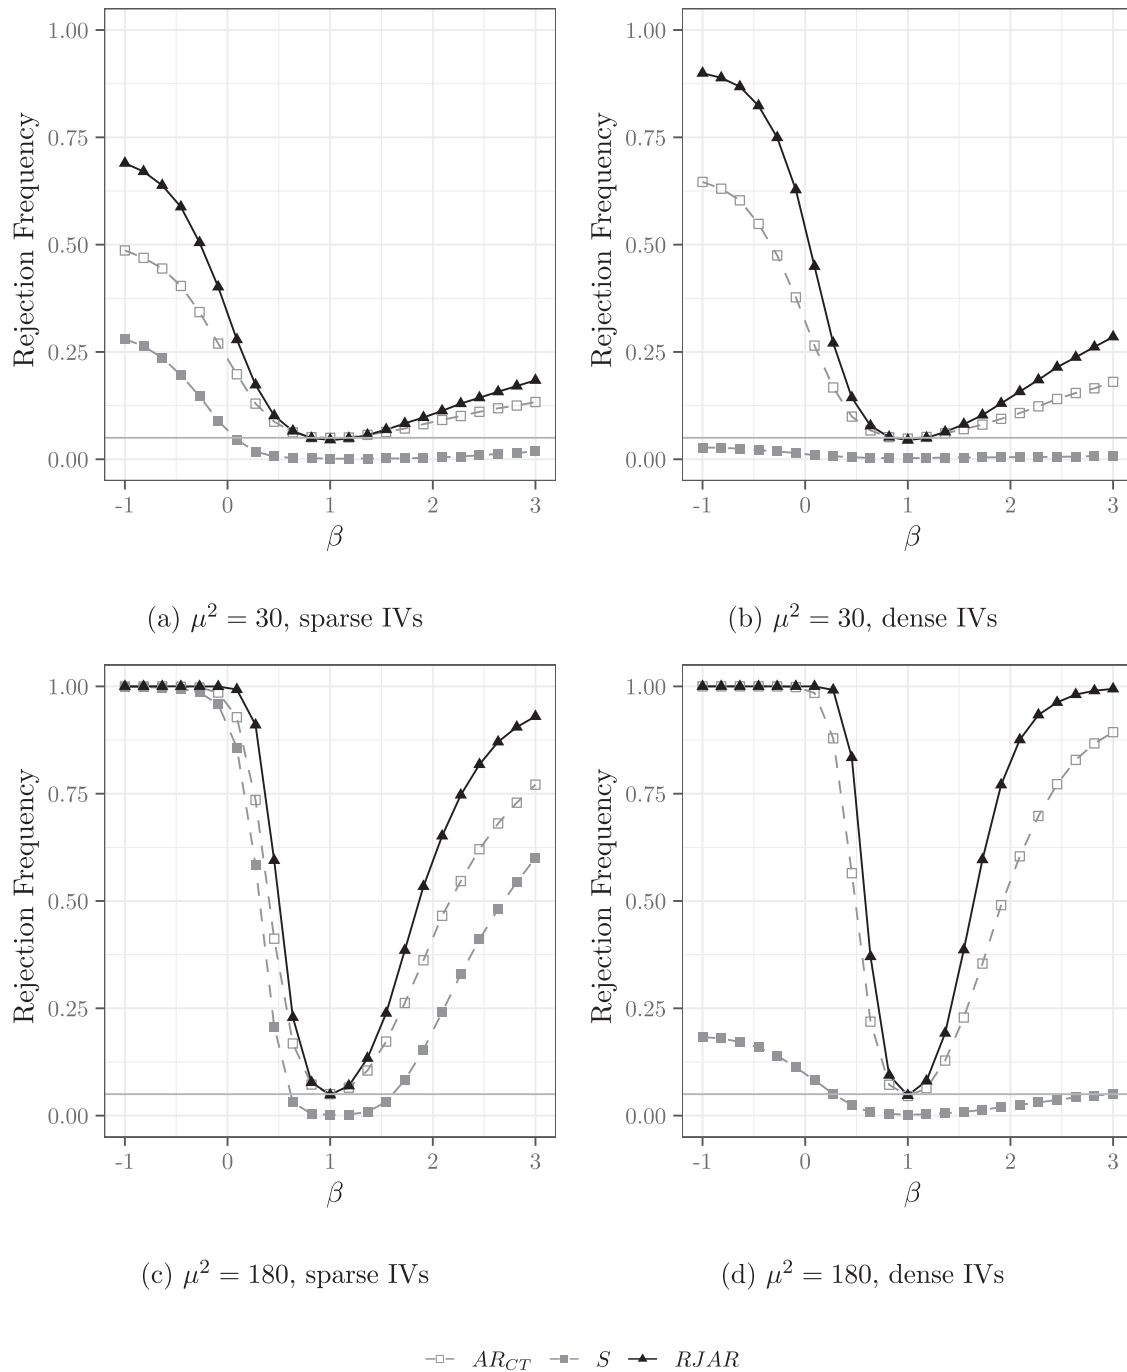 1.00
0.75
0.50
0.25
0.00
Rejection Frequency
-1 0 1 2 3
β
(a) μ² = 30, sparse IVs
1.00
0.75
0.50
0.25
0.00
Rejection Frequency
-1 0 1 2 3
β
(b) μ² = 30, dense IVs
1.00
0.75
0.50
0.25
0.00
Rejection Frequency
-1 0 1 2 3
β
(c) μ² = 180, sparse IVs
1.00
0.75
0.50
0.25
0.00
Rejection Frequency
-1 0 1 2 3
β
(d) μ² = 180, dense IVs
AR_CT S RJAR